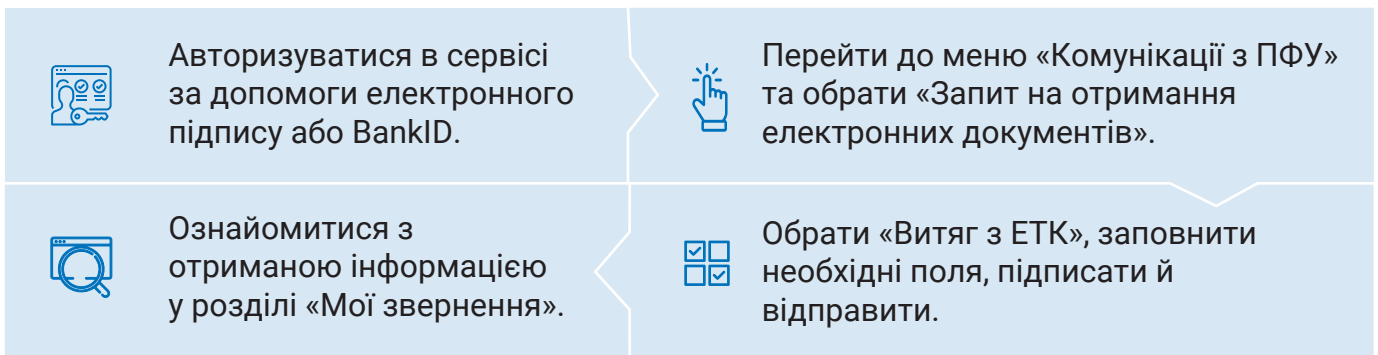 Авторизуватися в сервісі
за допомоги електронного
підпису або BankID.
Перейти до меню «Комунікації з ПФУ»
та обрати «Запит на отримання
електронних документів».
Обрати «Витяг з ЕТК», заповнити
необхідні поля, підписати й
відправити.
Ознайомитися з
отриманою інформацією
у розділі «Мої звернення».